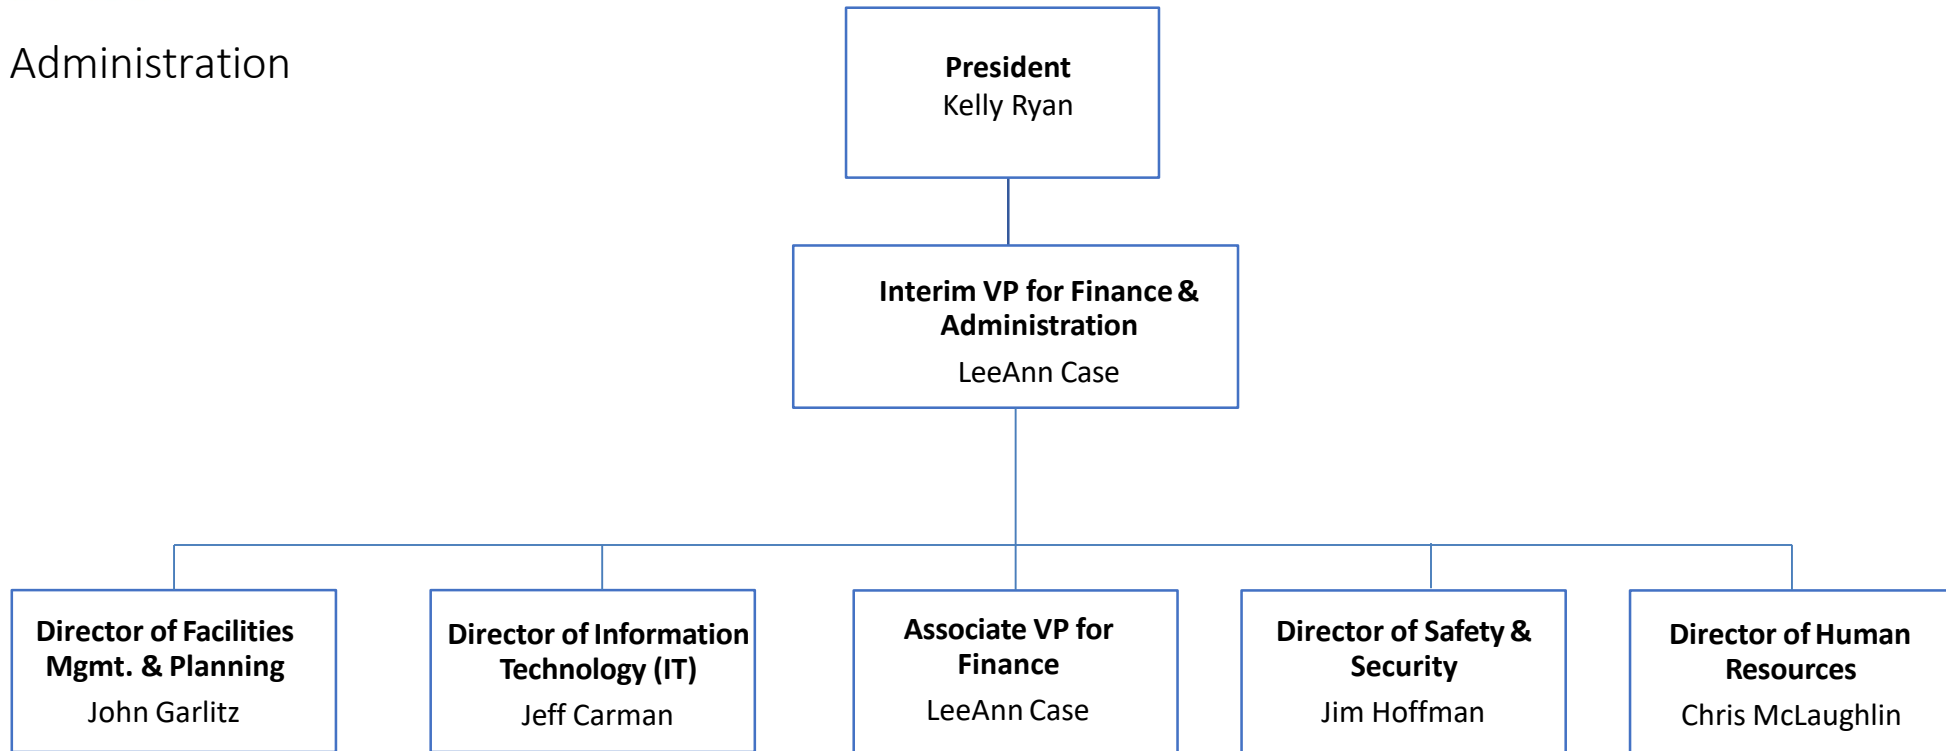 Administration
President
Kelly Ryan
Interim VP for Finance &
Administration
LeeAnn Case
Director of Facilities
Mgmt. & Planning
John Garlitz
Director of Information
Technology (IT)
Jeff Carman
Associate VP for
Finance
LeeAnn Case
Director of Safety &
Security
Jim Hoffman
Director of Human
Resources
Chris McLaughlin